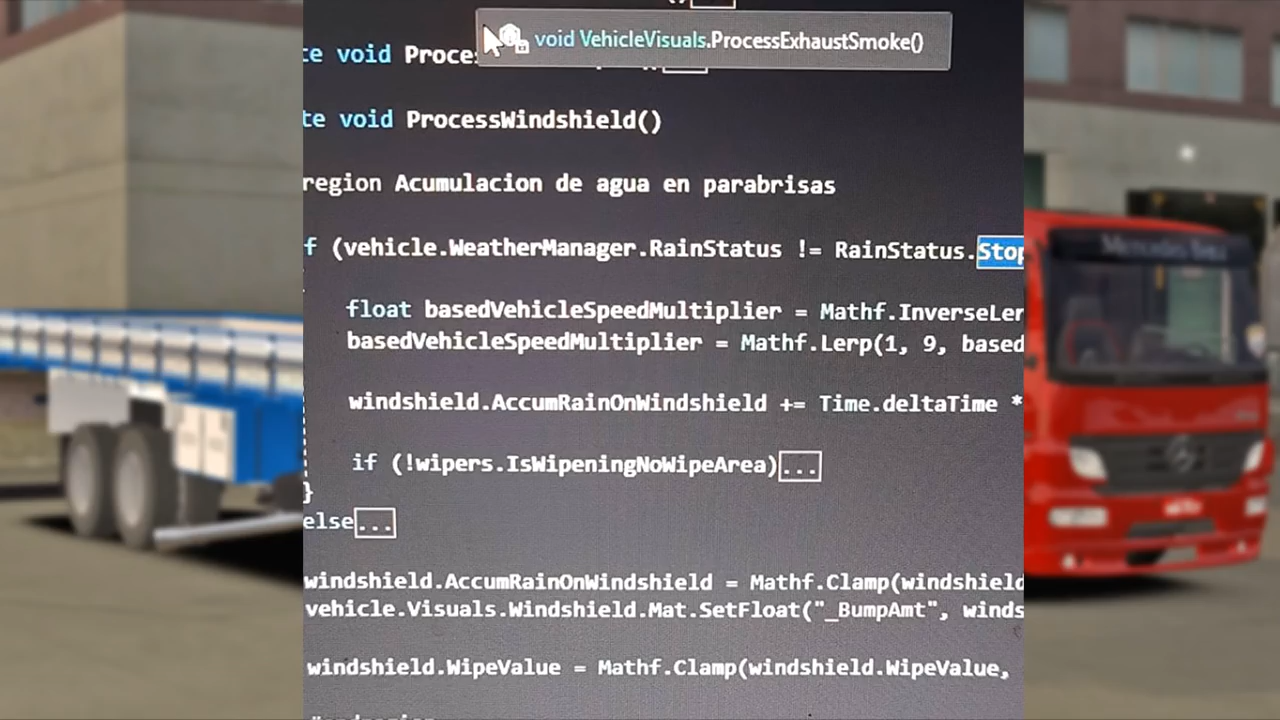 void VehicleVisuals.ProcessExhaustSmoke()
te void Proce
te void ProcessWindshield()
region Acumulacion de agua en parabrisas
f (vehicle.WeatherManager.RainStatus != RainStatus.Stop
float basedVehicleSpeedMultiplier = Mathf.InverseLer
basedVehicleSpeedMultiplier = Mathf.Lerp(1, 9, based
windshield.AccumRainOnWindshield += Time.deltaTime *
if (!wipers.IsWipeningNoWipeArea)...
}
else...
windshield.AccumRainOnWindshield = Mathf.Clamp(windshield
vehicle.Visuals.Windshield.Mat.SetFloat("_BumpAmt", winds
windshield.WipeValue = Mathf.Clamp(windshield.WipeValue,